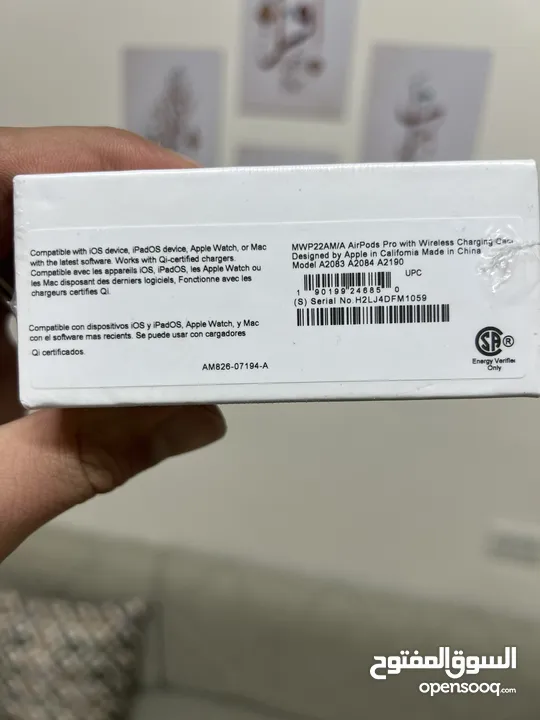 Compatible with iOS device, iPadOS device, Apple Watch, or Mac
with the latest software. Works with Qi-certified chargers.
Compatible avec les appareils iOS, iPadOS, les Apple Watch ou
les Mac disposant des derniers logiciels, Fonctionne avec les
chargeurs certifies Qi.
Compatible con dispositivos iOS y iPadOS, Apple Watch, y Mac
con el software mas recients. Se puede usar con cargadores
Qi certificados.
AM826-07194-A
MWP22AM/A AirPods Pro with Wireless Charging Case
Designed by Apple in California Made in China
Model A2083 A2084 A2190
UPC
1 90199 24685 0
(S) Serial No.H2LJ4DFM1059
SA ®
Energy Verified
Only
السوق المفتوح
opensooq.com